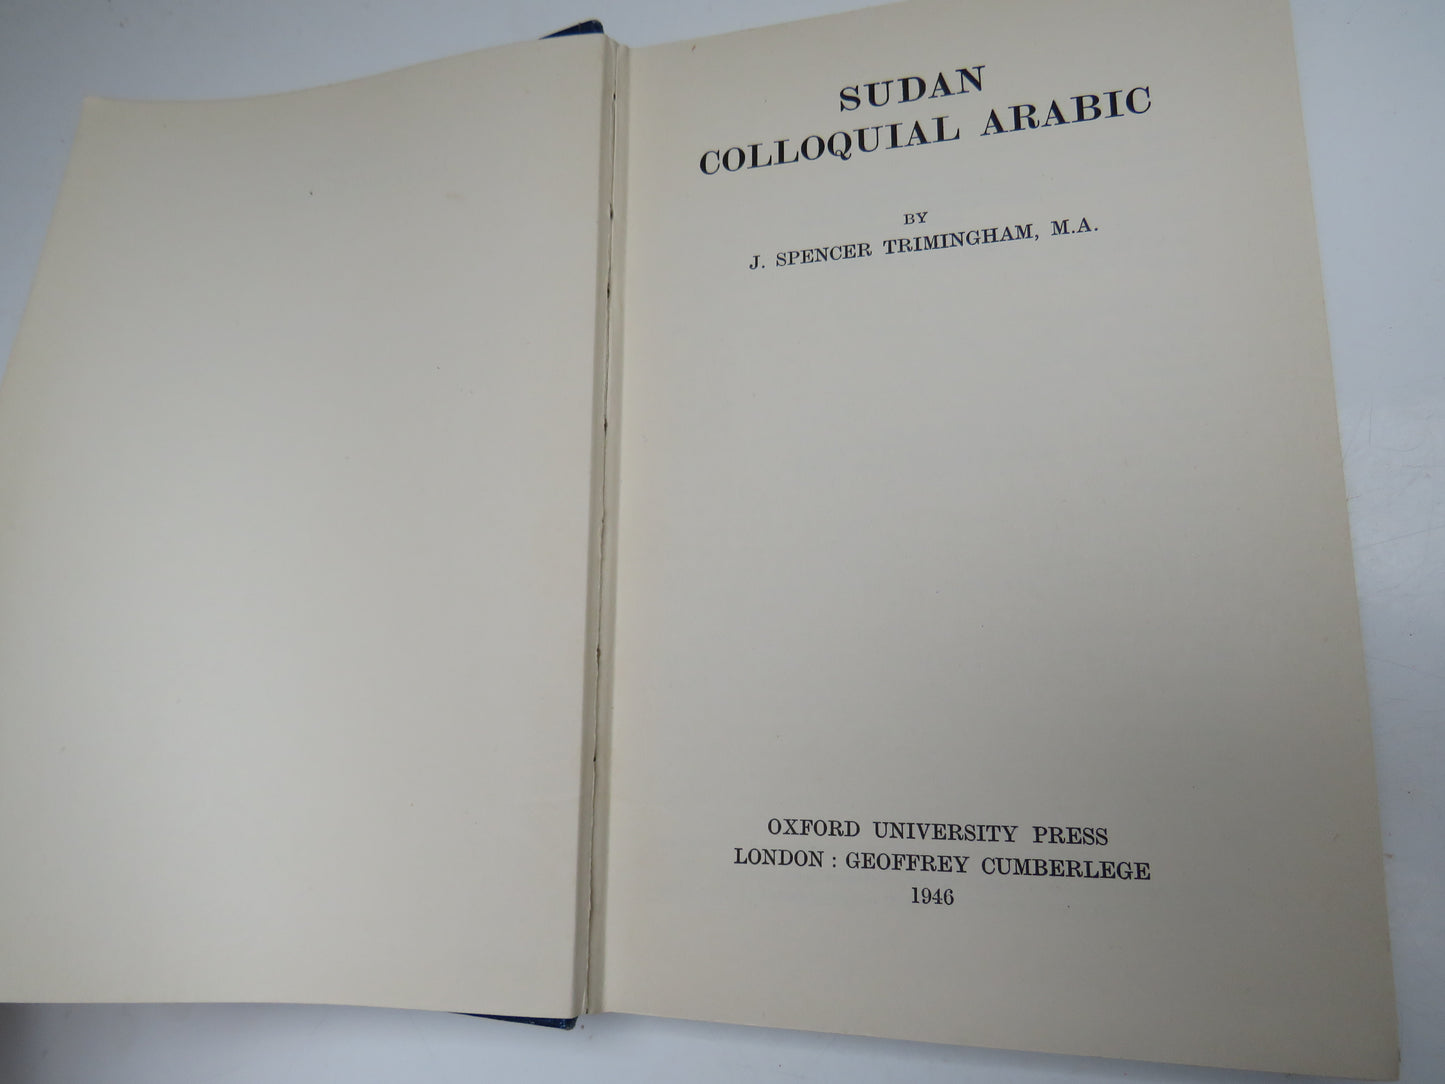 SUDAN
COLLOQUIAL ARABIC
BY
J. SPENCER TRIMINGHAM, M.A.
OXFORD UNIVERSITY PRESS
LONDON : GEOFFREY CUMBERLEGE
1946